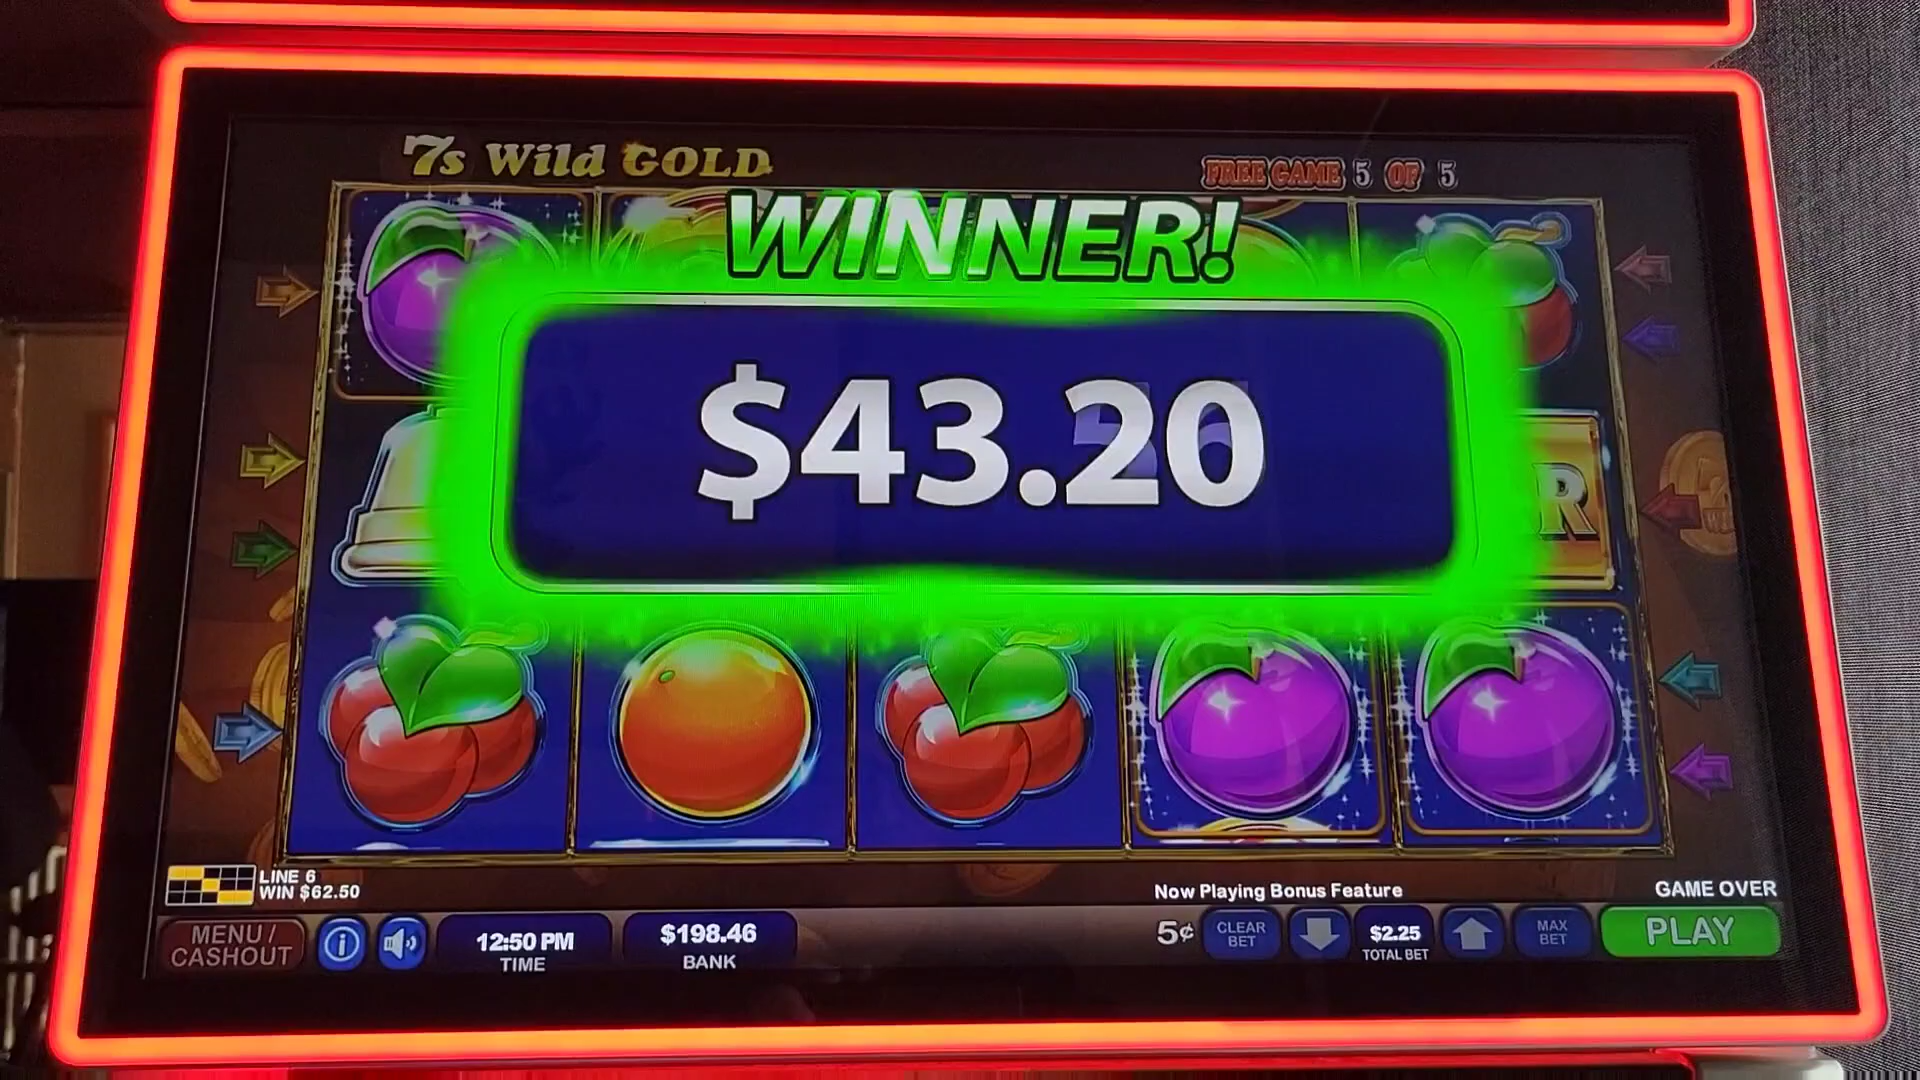 7s Wild GOLD
FREE GAME 5 OF 5
WINNER!
$43.20
R
LINE 6
WIN $62.50
Now Playing Bonus Feature
GAME OVER
MENU / CASHOUT
12:50 PM
TIME
$198.46
BANK
5¢
CLEAR BET
$2.25
TOTAL BET
MAX BET
PLAY